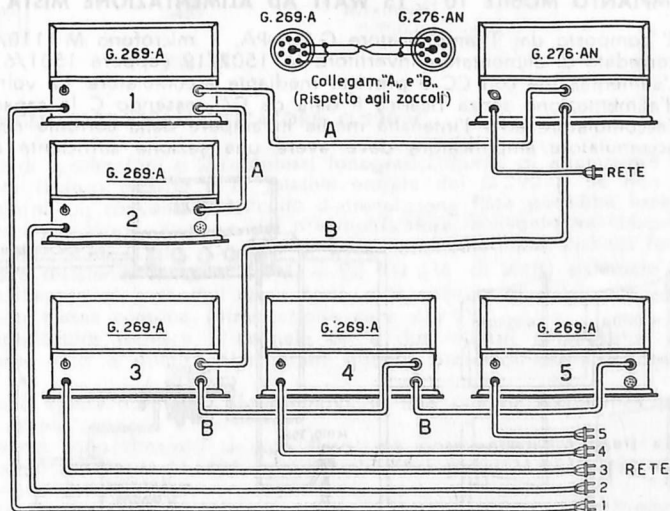 G.269·A
G.276·AN
G.269·A
1
G.276·AN
Collegam."A„ e "B„
(Rispetto agli zoccoli)
A
G.269·A
2
A
RETE
B
G.269·A
3
G.269·A
4
G.269·A
5
B
B
5
4
3 RETE
2
1